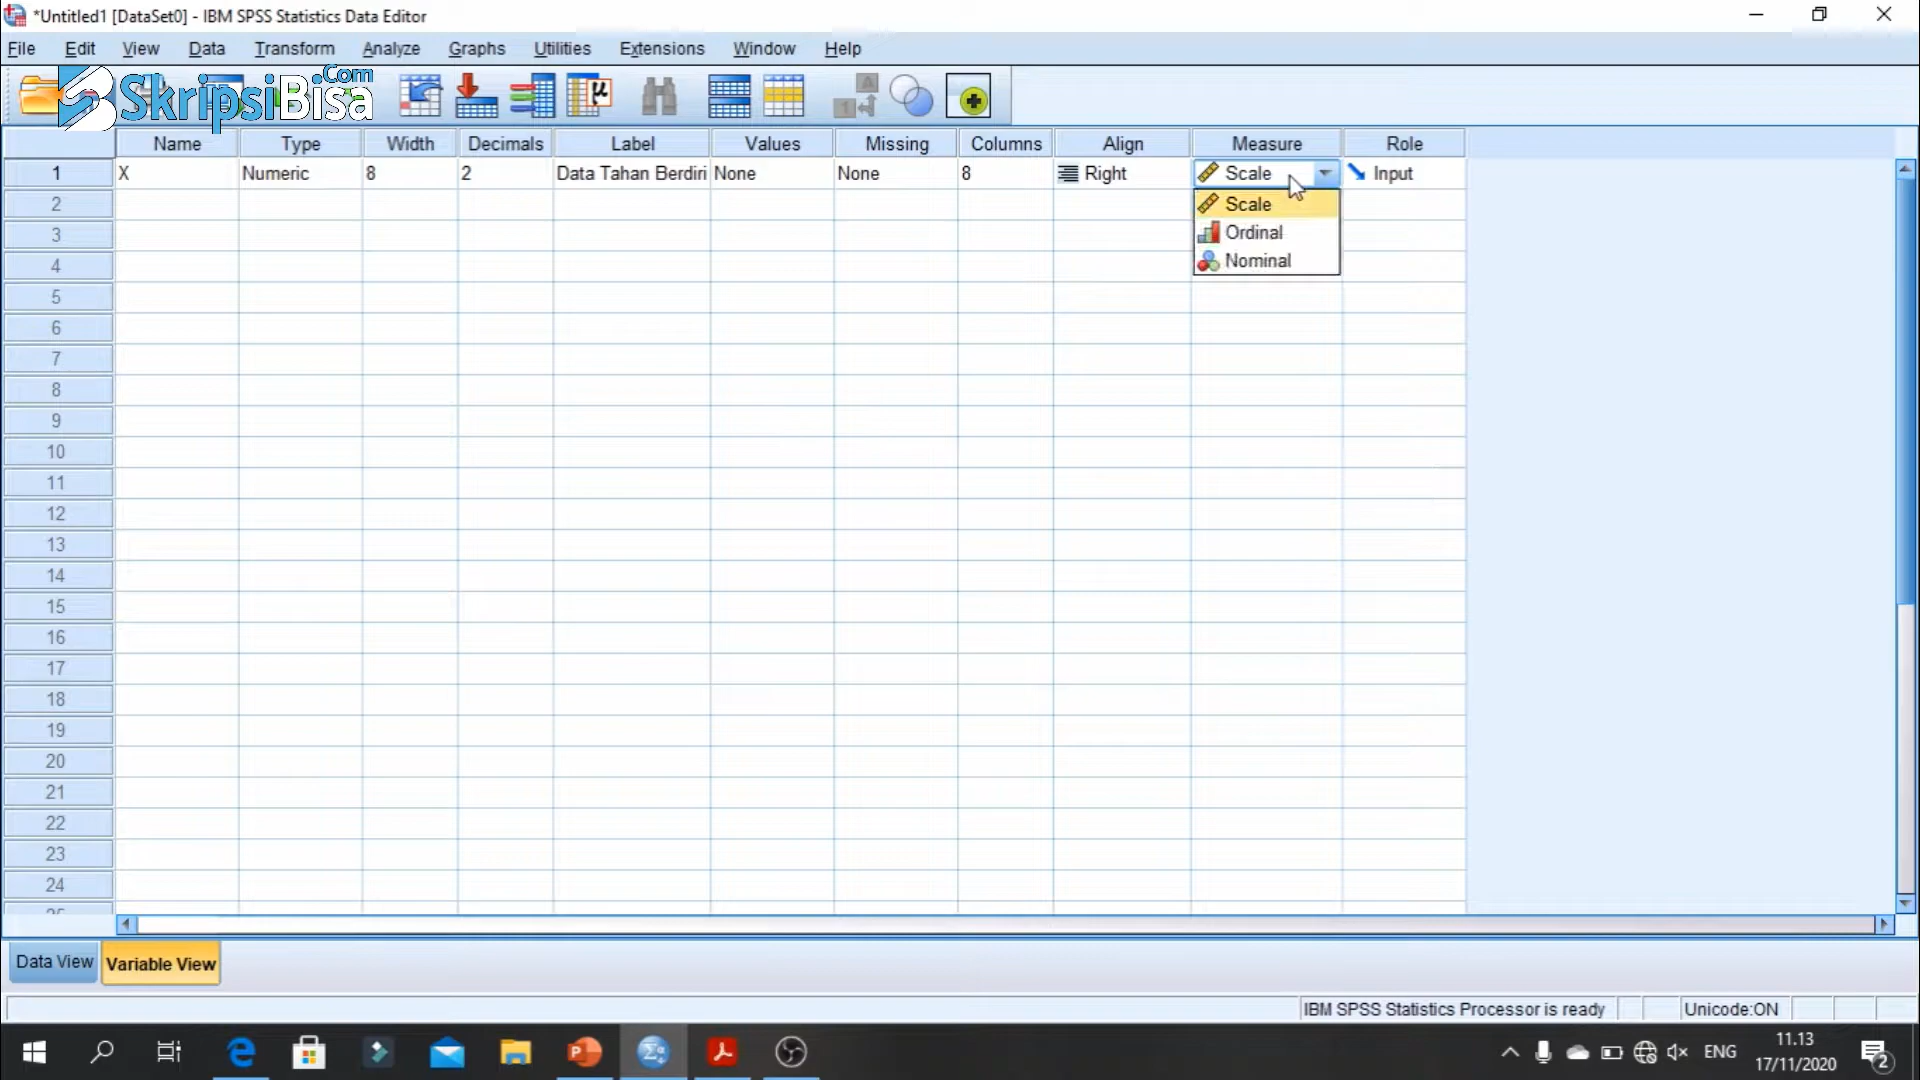 *Untitled1 [DataSet0] - IBM SPSS Statistics Data Editor
File Edit View Data Transform Analyze Graphs Utilities Extensions Window Help
SkripsiBisa .Com
Name Type Width Decimals Label Values Missing Columns Align Measure Role
1 X Numeric 8 2 Data Tahan Berdiri None None 8 Right Scale Input
2 Scale
3 Ordinal
4 Nominal
5
6
7
8
9
10
11
12
13
14
15
16
17
18
19
20
21
22
23
24
25
Data View Variable View
IBM SPSS Statistics Processor is ready Unicode:ON
ENG 11.13
17/11/2020 2